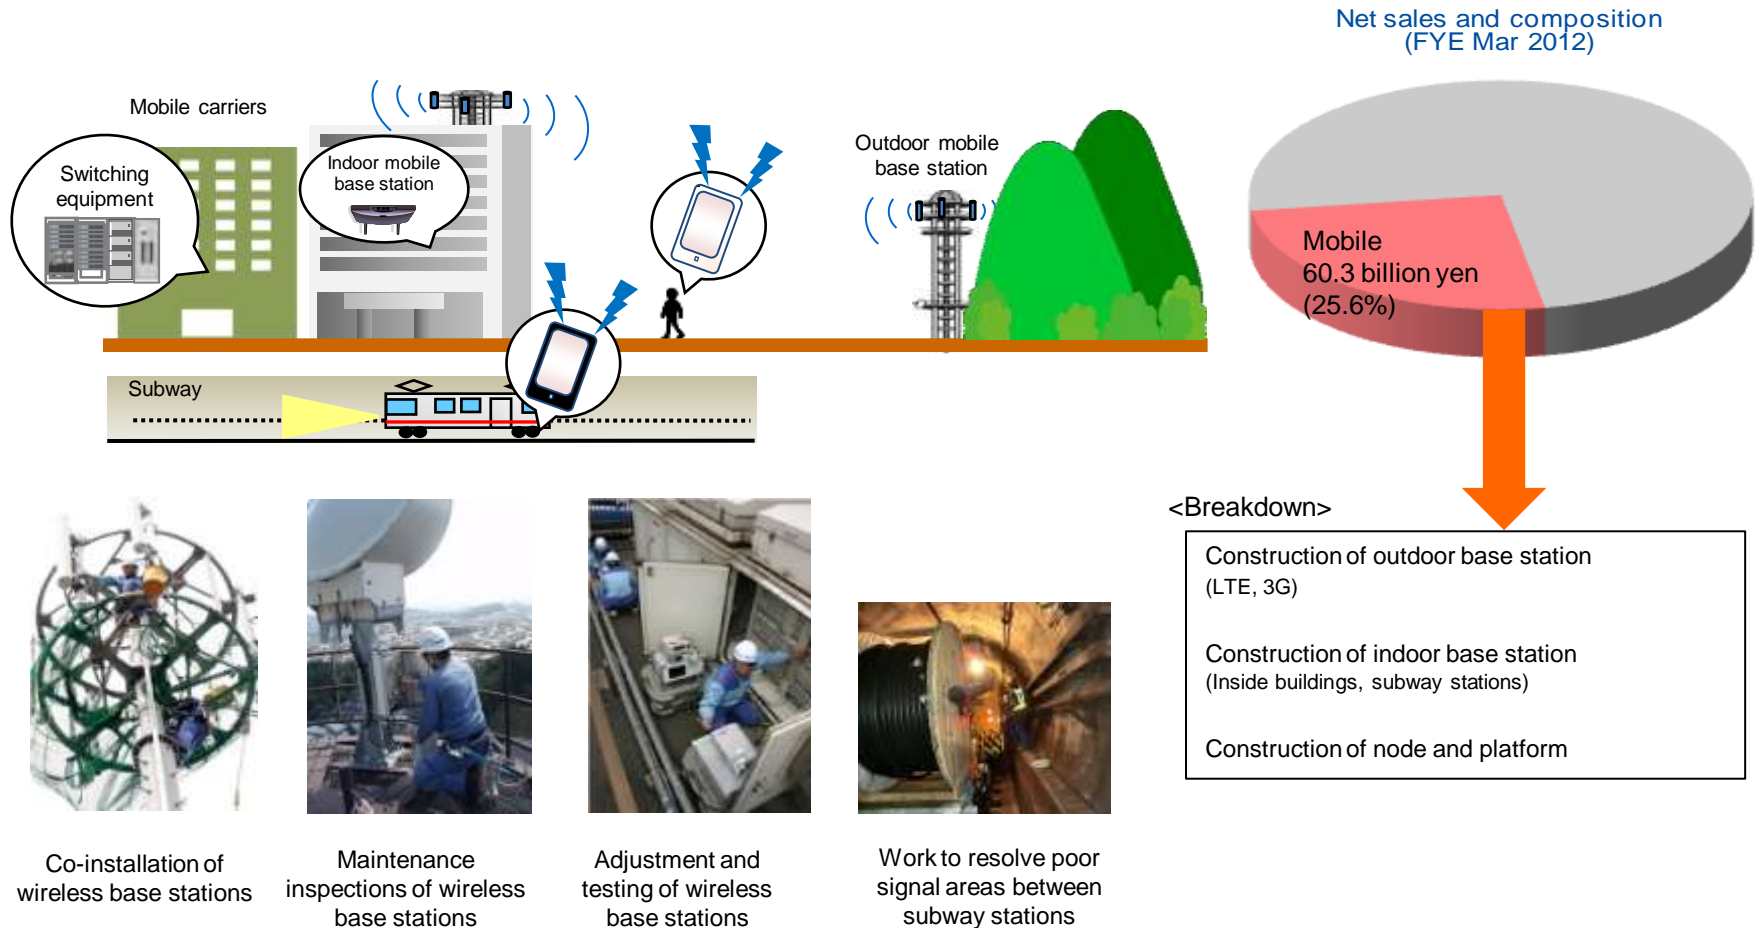 Net sales and composition
(FYE Mar 2012)
Mobile carriers
Switching
equipment
Indoor mobile
base station
Outdoor mobile
base station
Mobile
60.3 billion yen
(25.6%)
Subway
<Breakdown>
Construction of outdoor base station
(LTE, 3G)
Construction of indoor base station
(Inside buildings, subway stations)
Construction of node and platform
Co-installation of
wireless base stations
Maintenance
inspections of wireless
base stations
Adjustment and
testing of wireless
base stations
Work to resolve poor
signal areas between
subway stations